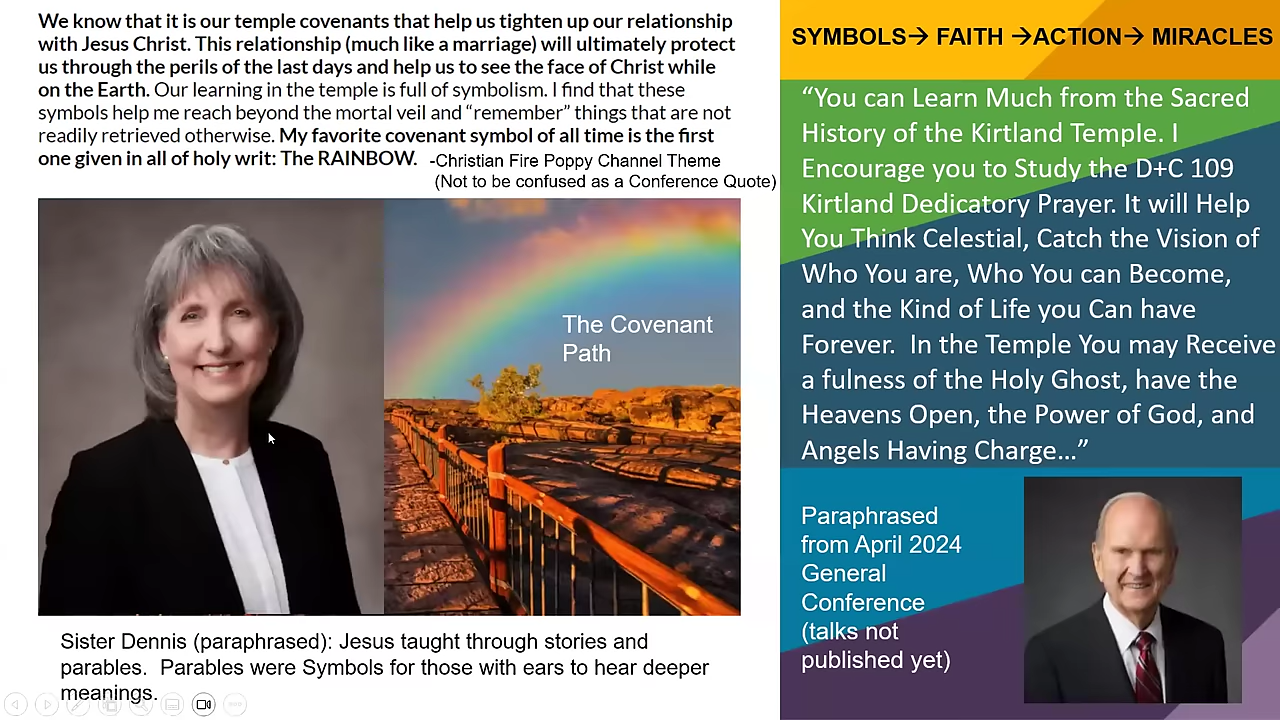 We know that it is our temple covenants that help us tighten up our relationship
with Jesus Christ. This relationship (much like a marriage) will ultimately protect
us through the perils of the last days and help us to see the face of Christ while
on the Earth. Our learning in the temple is full of symbolism. I find that these
symbols help me reach beyond the mortal veil and “remember” things that are not
readily retrieved otherwise. My favorite covenant symbol of all time is the first
one given in all of holy writ: The RAINBOW. -Christian Fire Poppy Channel Theme
(Not to be confused as a Conference Quote)
The Covenant
Path
Sister Dennis (paraphrased): Jesus taught through stories and
parables.  Parables were Symbols for those with ears to hear deeper
meanings.
SYMBOLS→ FAITH →ACTION→ MIRACLES
“You can Learn Much from the Sacred
History of the Kirtland Temple. I
Encourage you to Study the D+C 109
Kirtland Dedicatory Prayer. It will Help
You Think Celestial, Catch the Vision of
Who You are, Who You can Become,
and the Kind of Life you Can have
Forever.  In the Temple You may Receive
a fulness of the Holy Ghost, have the
Heavens Open, the Power of God, and
Angels Having Charge…”
Paraphrased
from April 2024
General
Conference
(talks not
published yet)